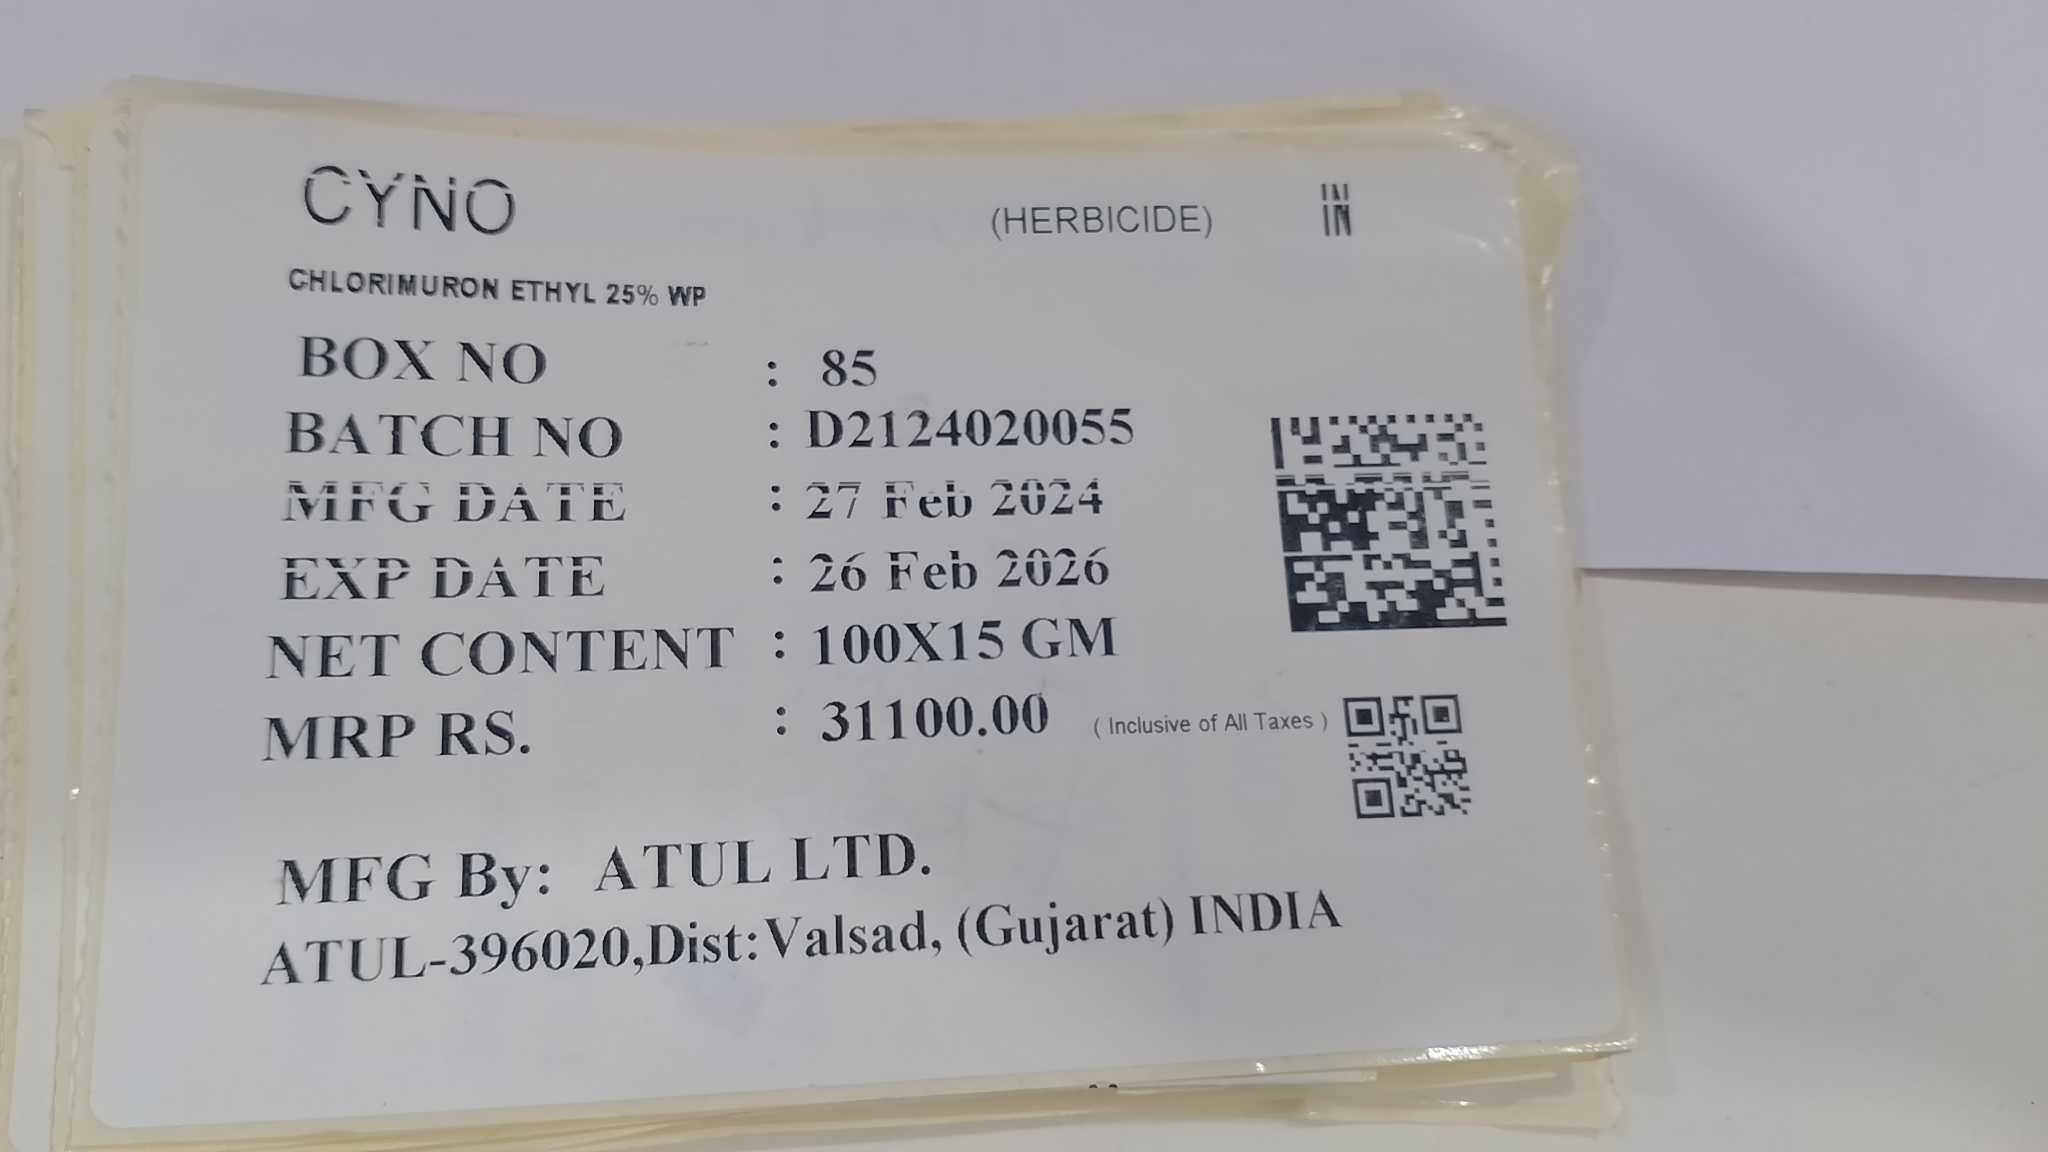 CYNO (HERBICIDE) IN
CHLORIMURON ETHYL 25% WP
BOX NO : 85
BATCH NO : D2124020055
MFG DATE : 27 Feb 2024
EXP DATE : 26 Feb 2026
NET CONTENT : 100X15 GM
MRP RS. : 31100.00 ( Inclusive of All Taxes )
MFG By: ATUL LTD.
ATUL-396020,Dist:Valsad, (Gujarat) INDIA